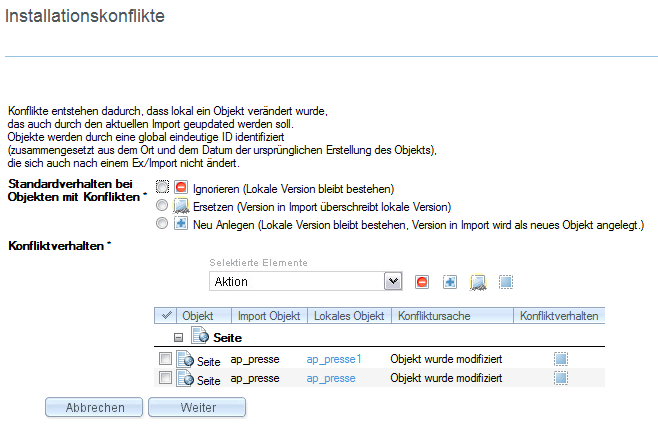 Installationskonflikte
Konflikte entstehen dadurch, dass lokal ein Objekt verändert wurde,
das auch durch den aktuellen Import geupdated werden soll.
Objekte werden durch eine global eindeutige ID identifiziert
(zusammengesetzt aus dem Ort und dem Datum der ursprünglichen Erstellung des Objekts),
die sich auch nach einem Ex/Import nicht ändert.
Standardverhalten bei
Objekten mit Konflikten *
Ignorieren (Lokale Version bleibt bestehen)
Ersetzen (Version in Import überschreibt lokale Version)
Neu Anlegen (Lokale Version bleibt bestehen, Version in Import wird als neues Objekt angelegt.)
Konfliktverhalten *
Selektierte Elemente
Aktion
Objekt Import Objekt Lokales Objekt Konfliktursache Konfliktverhalten
Seite
Seite ap_presse ap_presse1 Objekt wurde modifiziert
Seite ap_presse ap_presse Objekt wurde modifiziert
Abbrechen Weiter